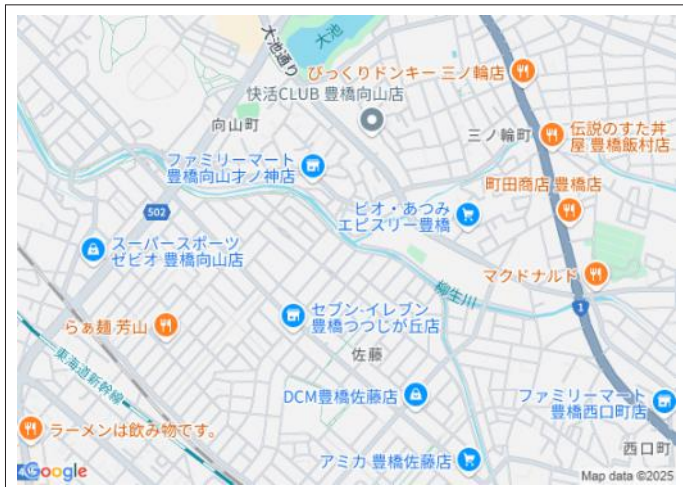 大池
大池通り
びっくりドンキー 三ノ輪店
快活CLUB 豊橋向山店
向山町
三ノ輪町
伝説のすた丼
屋 豊橋飯村店
ファミリーマート
豊橋向山才ノ神店
町田商店 豊橋店
502
ビオ・あつみ
エピスリー豊橋
スーパースポーツ
ゼビオ 豊橋向山店
マクドナルド
柳生川
1
セブン-イレブン
豊橋つつじが丘店
らぁ麺 芳山
佐藤
東海道新幹線
DCM豊橋佐藤店
ファミリーマート
豊橋西口町店
ラーメンは飲み物です。
西口町
アミカ 豊橋佐藤店
Google
Map data ©2025